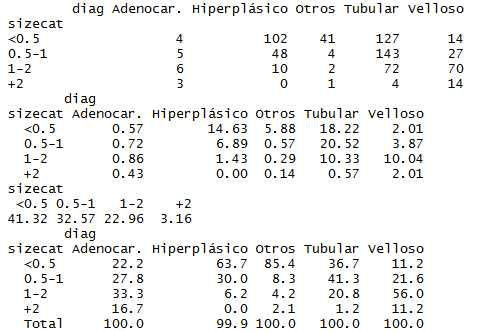 diag Adenocar. Hiperplásico Otros Tubular Velloso
sizecat
<0.5 4 102 41 127 14
0.5-1 5 48 4 143 27
1-2 6 10 2 72 70
+2 3 0 1 4 14
diag
sizecat Adenocar. Hiperplásico Otros Tubular Velloso
<0.5 0.57 14.63 5.88 18.22 2.01
0.5-1 0.72 6.89 0.57 20.52 3.87
1-2 0.86 1.43 0.29 10.33 10.04
+2 0.43 0.00 0.14 0.57 2.01
sizecat
<0.5 0.5-1 1-2 +2
41.32 32.57 22.96 3.16
diag
sizecat Adenocar. Hiperplásico Otros Tubular Velloso
<0.5 22.2 63.7 85.4 36.7 11.2
0.5-1 27.8 30.0 8.3 41.3 21.6
1-2 33.3 6.2 4.2 20.8 56.0
+2 16.7 0.0 2.1 1.2 11.2
Total 100.0 99.9 100.0 100.0 100.0